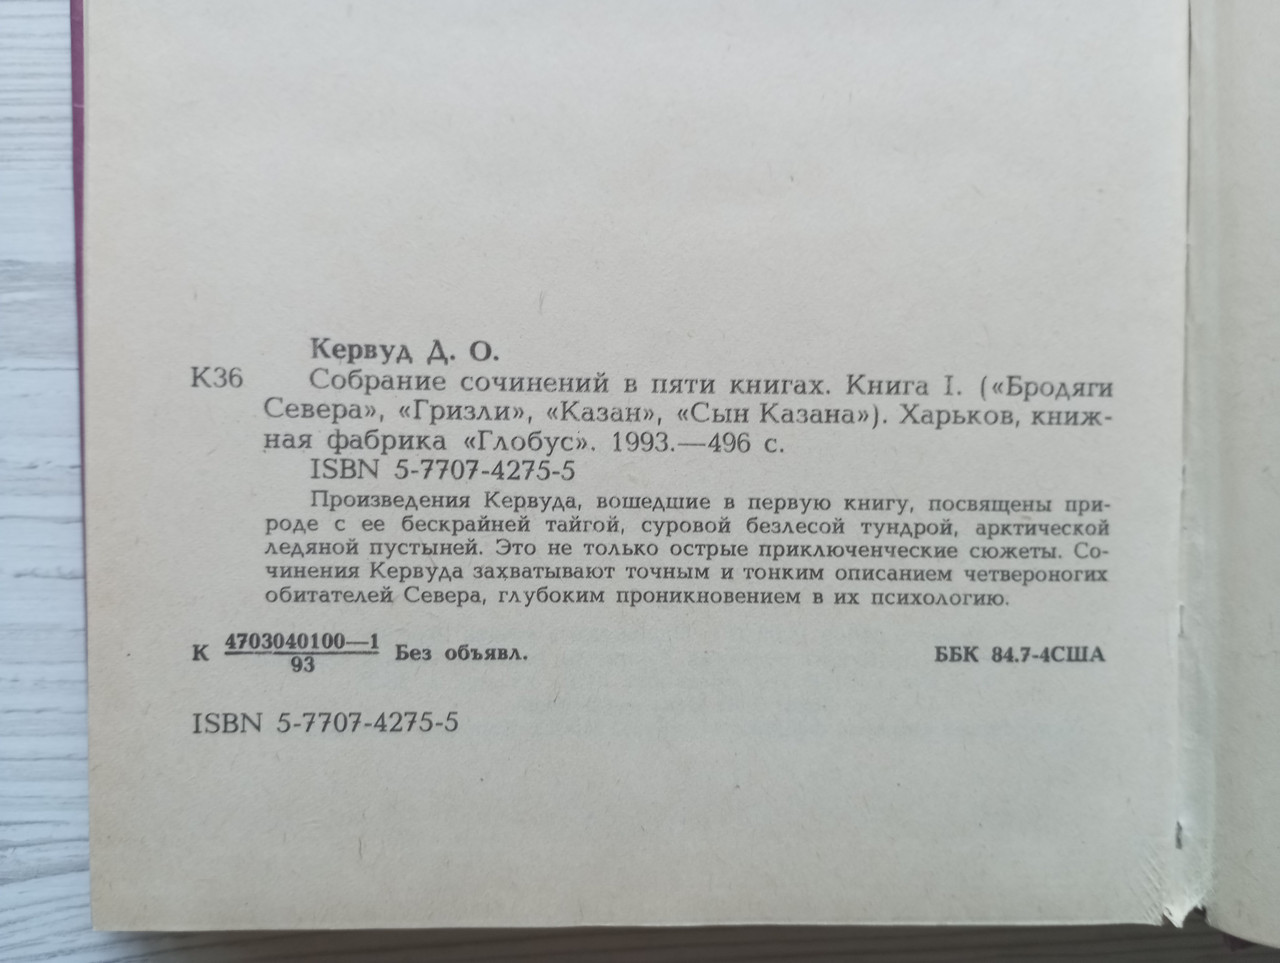 Кервуд Д. О.
К36 Собрание сочинений в пяти книгах. Книга I. («Бродяги
Севера», «Гризли», «Казан», «Сын Казана»). Харьков, книж-
ная фабрика «Глобус». 1993.—496 с.
ISBN 5-7707-4275-5
Произведения Кервуда, вошедшие в первую книгу, посвящены при-
роде с ее бескрайней тайгой, суровой безлесой тундрой, арктической
ледяной пустыней. Это не только острые приключенческие сюжеты. Со-
чинения Кервуда захватывают точным и тонким описанием четвероногих
обитателей Севера, глубоким проникновением в их психологию.
К 4703040100—1 Без объявл. ББК 84.7-4США
93
ISBN 5-7707-4275-5